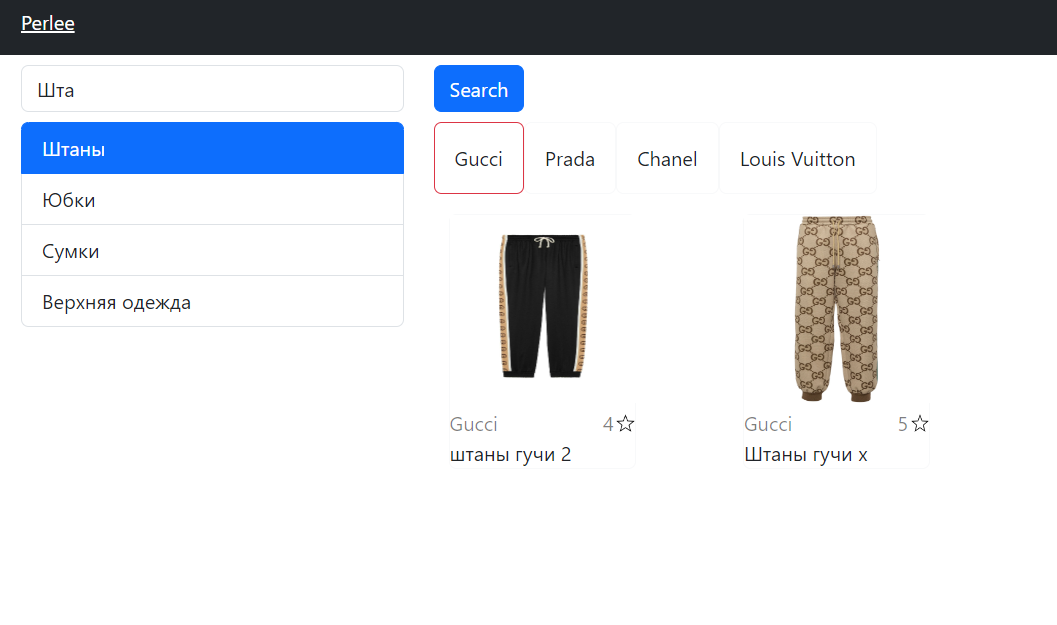 Perlee
Шта
Search
Штаны
Юбки
Сумки
Верхняя одежда
Gucci
Prada
Chanel
Louis Vuitton
Gucci 4
штаны гучи 2
Gucci 5
Штаны гучи х